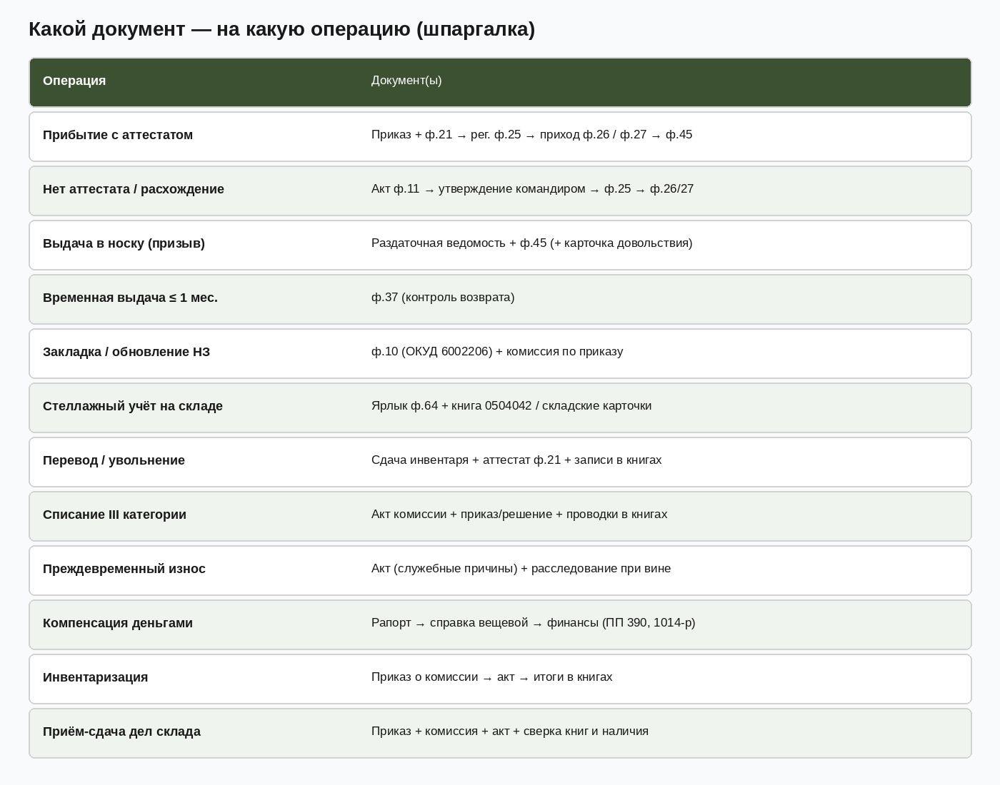 Какой документ — на какую операцию (шпаргалка)
Операция Документ(ы)
Прибытие с аттестатом Приказ + ф.21 → рег. ф.25 → приход ф.26 / ф.27 → ф.45
Нет аттестата / расхождение Акт ф.11 → утверждение командиром → ф.25 → ф.26/27
Выдача в носку (призыв) Раздаточная ведомость + ф.45 (+ карточка довольствия)
Временная выдача ≤ 1 мес. ф.37 (контроль возврата)
Закладка / обновление НЗ ф.10 (ОКУД 6002206) + комиссия по приказу
Стеллажный учёт на складе Ярлык ф.64 + книга 0504042 / складские карточки
Перевод / увольнение Сдача инвентаря + аттестат ф.21 + записи в книгах
Списание III категории Акт комиссии + приказ/решение + проводки в книгах
Преждевременный износ Акт (служебные причины) + расследование при вине
Компенсация деньгами Рапорт → справка вещевой → финансы (ПП 390, 1014-р)
Инвентаризация Приказ о комиссии → акт → итоги в книгах
Приём-сдача дел склада Приказ + комиссия + акт + сверка книг и наличия